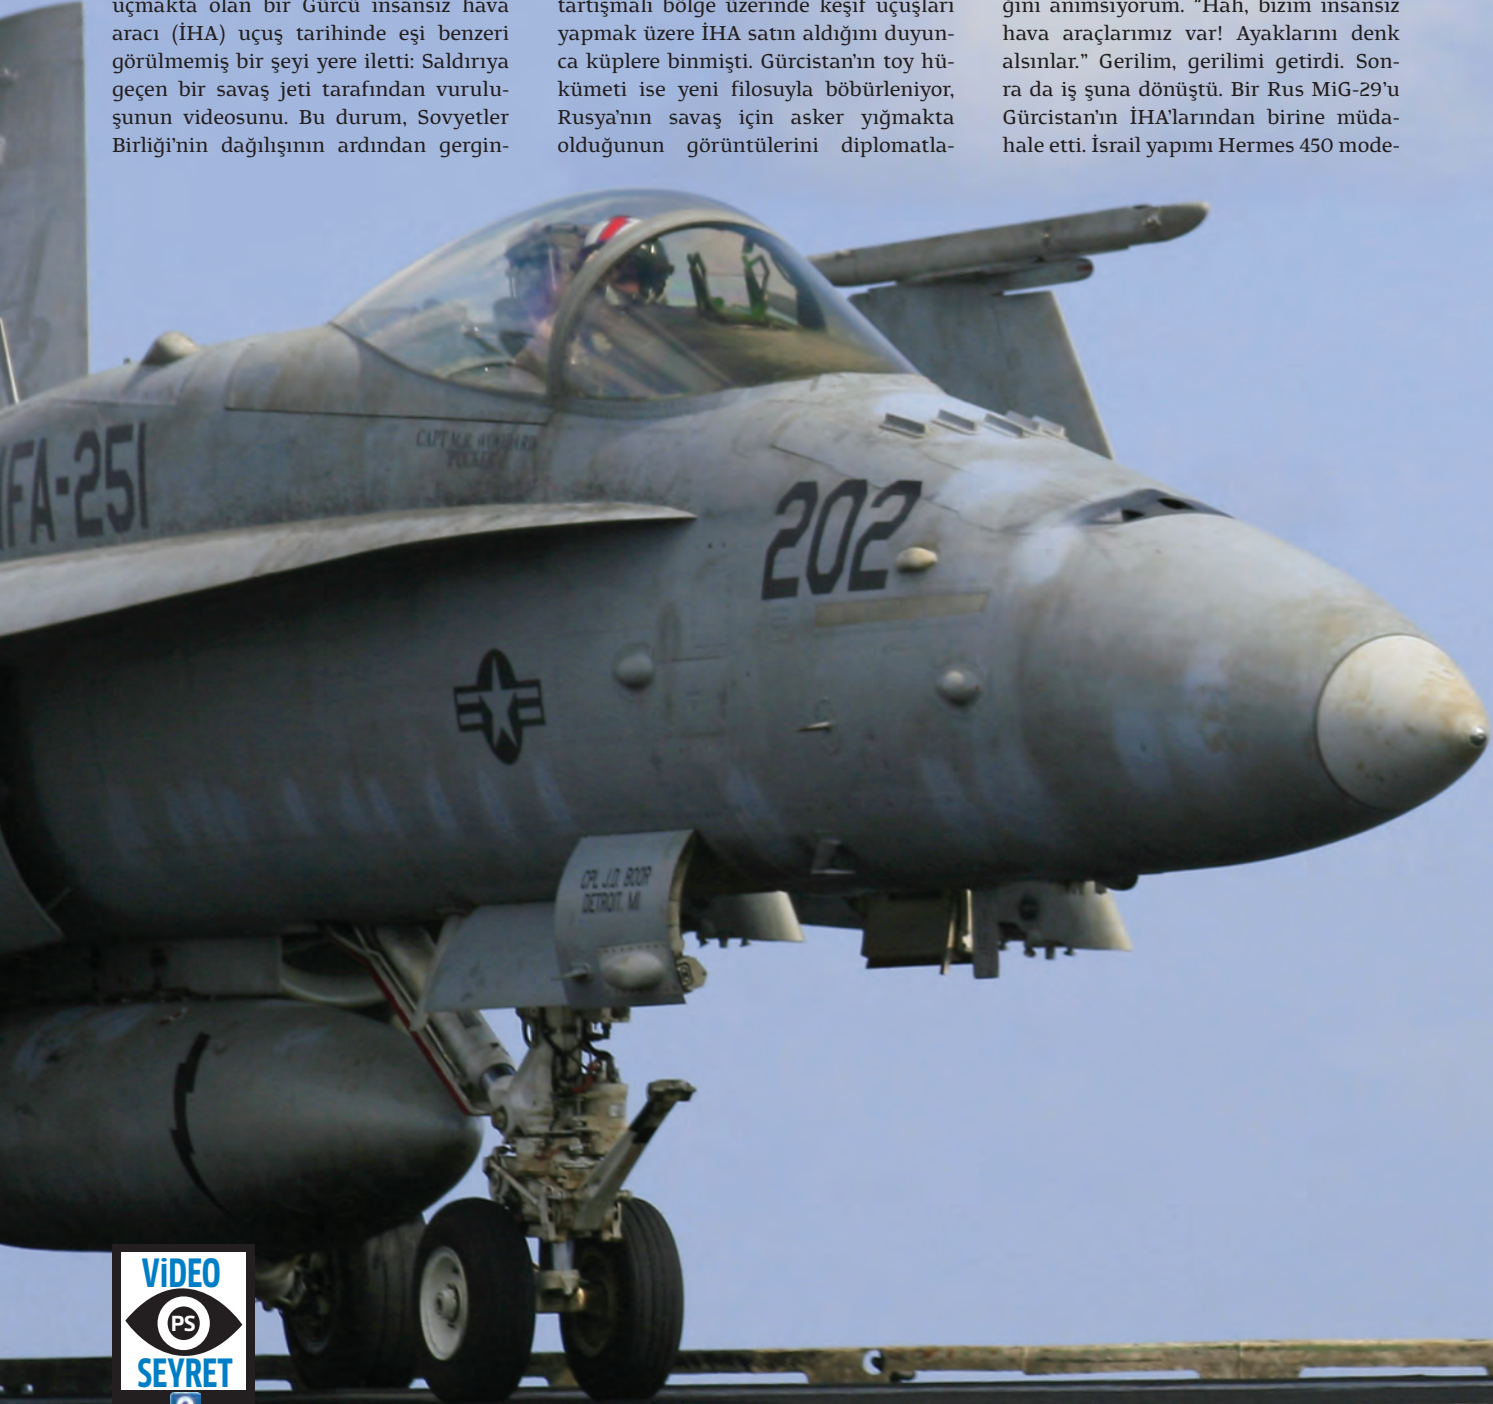 uçmakta olan bir Gürcü insansız hava
aracı (İHA) uçuş tarihinde eşi benzeri
görülmemiş bir şeyi yere iletti: Saldırıya
geçen bir savaş jeti tarafından vurulu-
şunun videosunu. Bu durum, Sovyetler
Birliği’nin dağılışının ardından gergin-
tartışmalı bölge üzerinde keşif uçuşları
yapmak üzere İHA satın aldığını duyun-
ca küplere binmişti. Gürcistan’ın toy hü-
kümeti ise yeni filosuyla böbürleniyor,
Rusya’nın savaş için asker yığmakta
olduğunun görüntülerini diplomatla-
ğini anımsıyorum. “Hah, bizim insansız
hava araçlarımız var! Ayaklarını denk
alsınlar.” Gerilim, gerilimi getirdi. Son-
ra da iş şuna dönüştü. Bir Rus MiG-29’u
Gürcistan’ın İHA’larından birine müda-
hale etti. İsrail yapımı Hermes 450 mode-
CAPT M.R.
FA-251
202
CPL J.D. BOOR
DETROIT, MI
ViDEO
PS
SEYRET